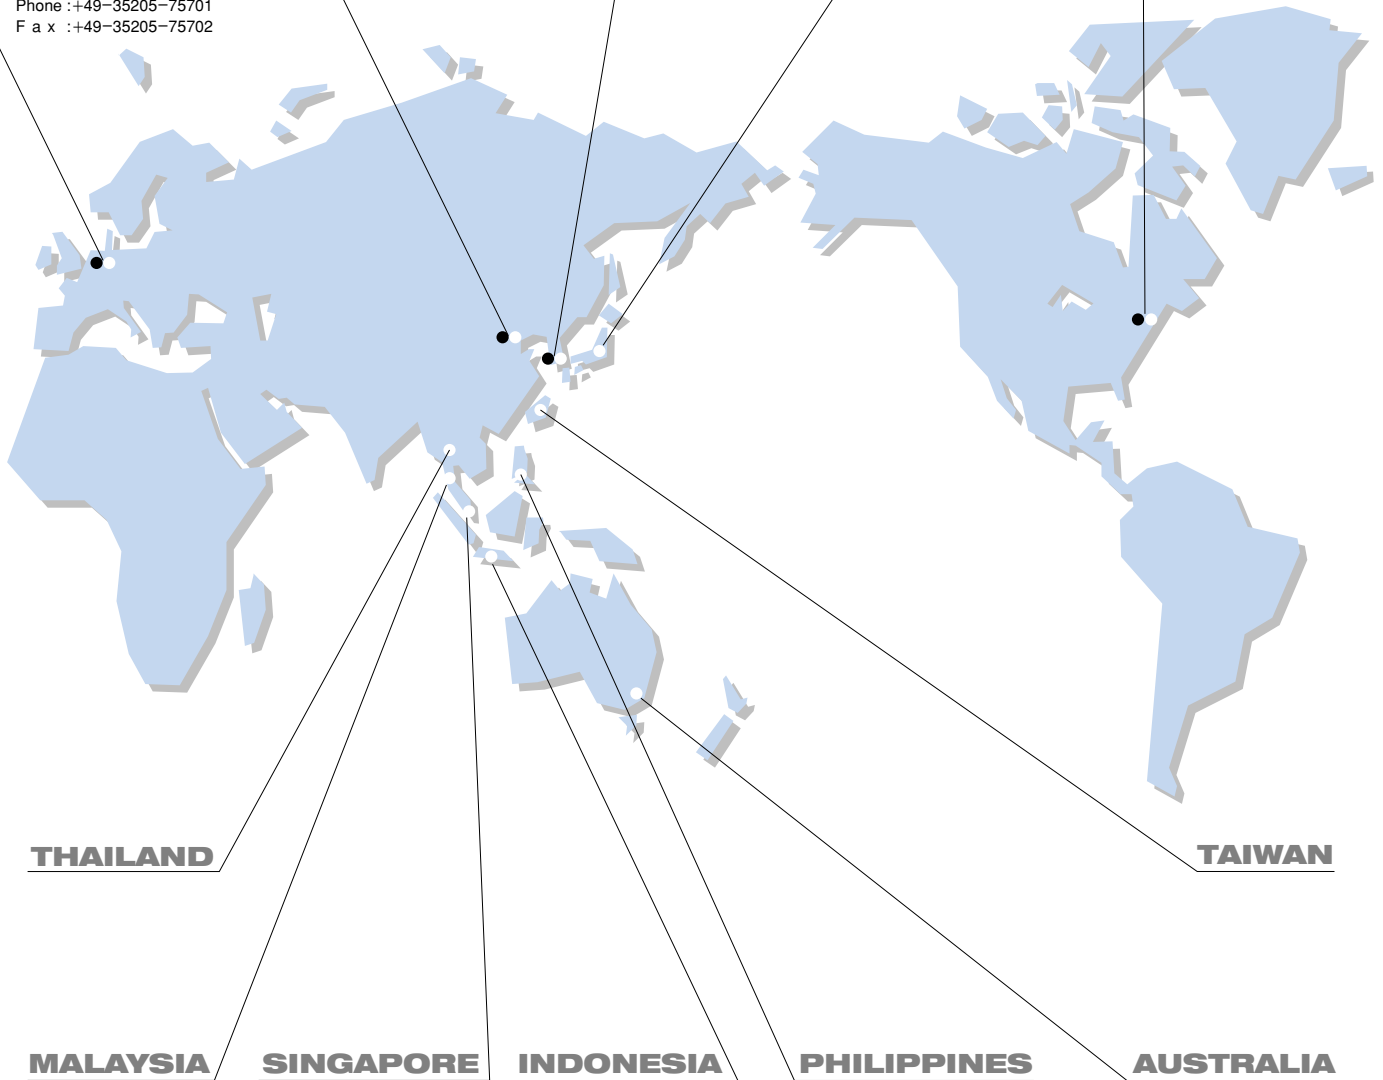 Phone :+49-35205-75701
F a x :+49-35205-75702
THAILAND
TAIWAN
MALAYSIA
SINGAPORE
INDONESIA
PHILIPPINES
AUSTRALIA